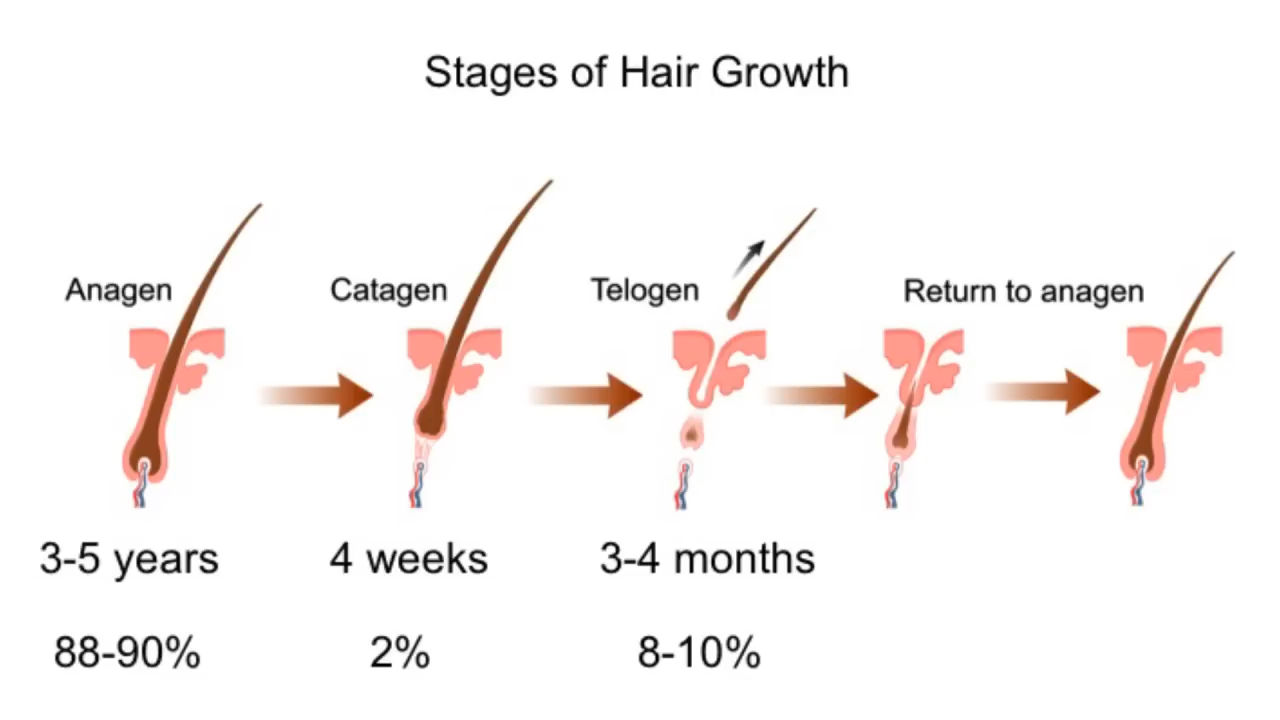 Stages of Hair Growth
Anagen
Catagen
Telogen
Return to anagen
3-5 years
4 weeks
3-4 months
88-90%
2%
8-10%